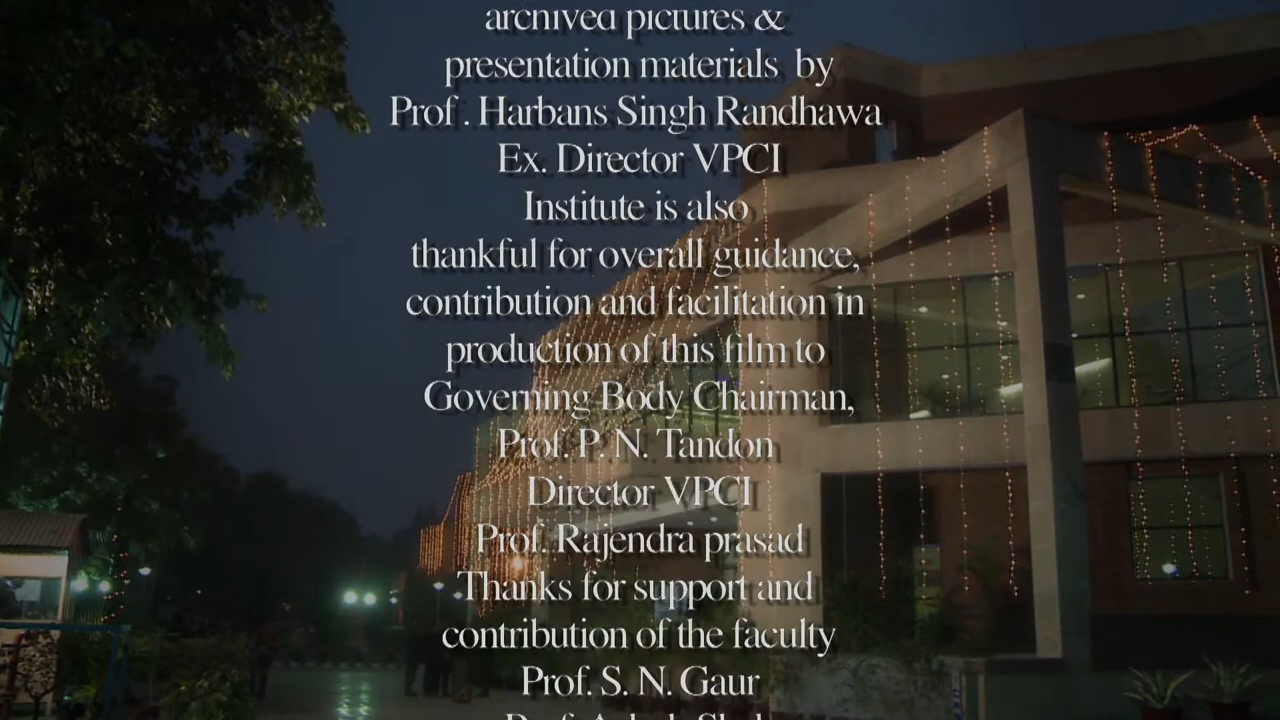 archived pictures &
presentation materials by
Prof . Harbans Singh Randhawa
Ex. Director VPCI
Institute is also
thankful for overall guidance,
contribution and facilitation in
production of this film to
Governing Body Chairman,
Prof. P. N. Tandon
Director VPCI
Prof. Rajendra prasad
Thanks for support and
contribution of the faculty
Prof. S. N. Gaur